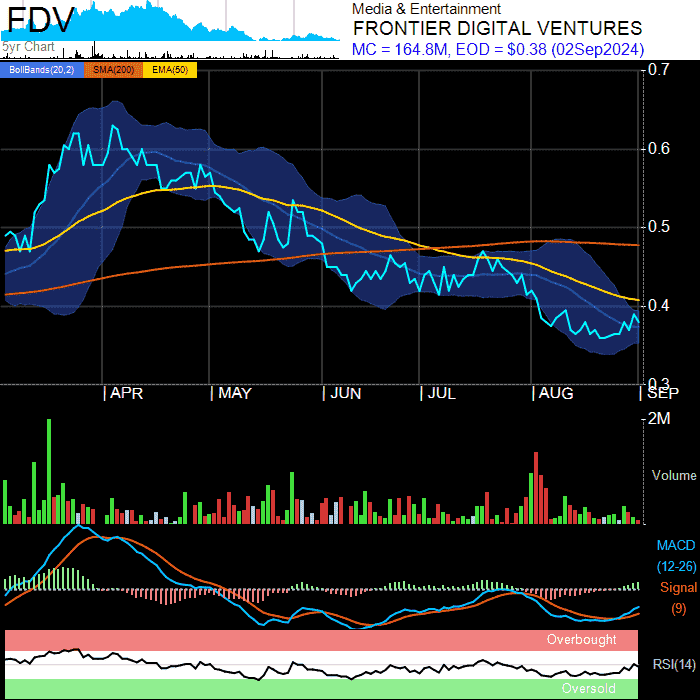 FDV
5yr Chart
Media & Entertainment
FRONTIER DIGITAL VENTURES
MC = 164.8M, EOD = $0.38 (02Sep2024)
BollBands(20,2) SMA(200) EMA(50)
0.7
0.6
0.5
0.4
0.3
APR MAY JUN JUL AUG SEP
2M
Volume
MACD
(12-26)
Signal
(9)
Overbought
RSI(14)
Oversold